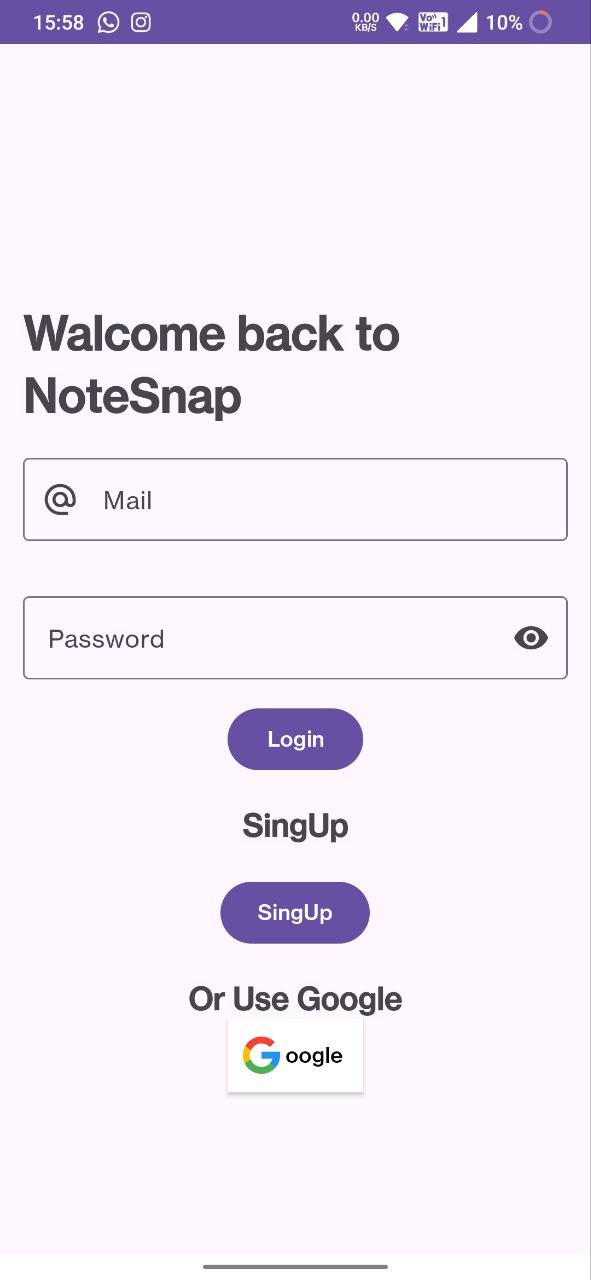 15:58 0.00 KB/S Vo)) WiFi 1 10%
Walcome back to
NoteSnap
@ Mail
Password
Login
SingUp
SingUp
Or Use Google
Google